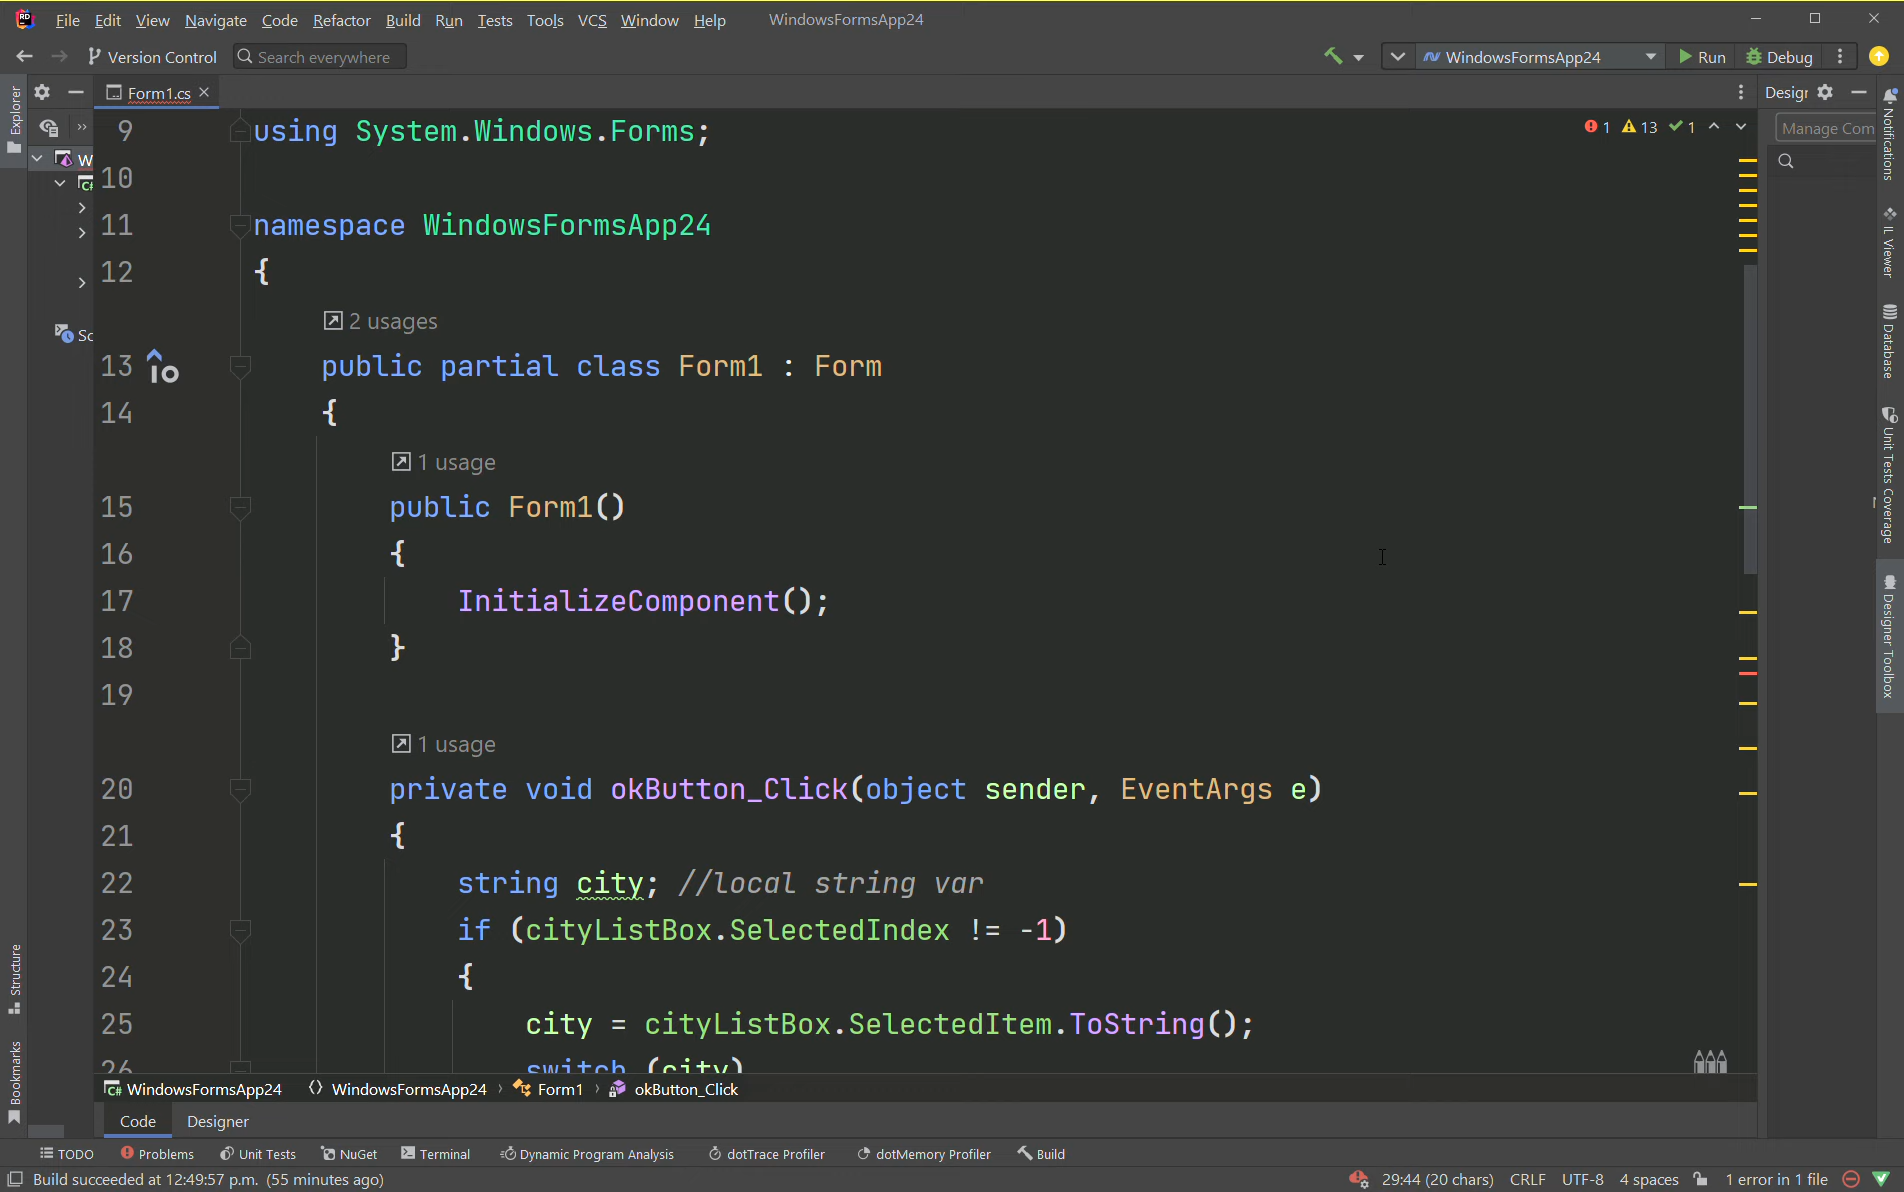 File Edit View Navigate Code Refactor Build Run Tests Tools VCS Window Help WindowsFormsApp24
Version Control Search everywhere WindowsFormsApp24 Run Debug
Explorer
Form1.cs
Design
1 13 1
Manage Com
W
C#
Sc
9 using System.Windows.Forms;
10
11 namespace WindowsFormsApp24
12 {
2 usages
13 public partial class Form1 : Form
14 {
1 usage
15 public Form1()
16 {
17 InitializeComponent();
18 }
19
1 usage
20 private void okButton_Click(object sender, EventArgs e)
21 {
22 string city; //local string var
23 if (cityListBox.SelectedIndex != -1)
24 {
25 city = cityListBox.SelectedItem.ToString();
26 switch (city)
Structure
Bookmarks
Notifications
IL Viewer
Database
Unit Tests Coverage
Designer Toolbox
C# WindowsFormsApp24 WindowsFormsApp24 › Form1 › okButton_Click
Code Designer
TODO Problems Unit Tests NuGet Terminal Dynamic Program Analysis dotTrace Profiler dotMemory Profiler Build
Build succeeded at 12:49:57 p.m. (55 minutes ago) 29:44 (20 chars) CRLF UTF-8 4 spaces 1 error in 1 file